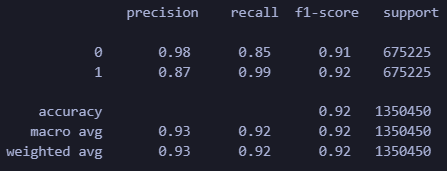 precision recall f1-score support
0 0.98 0.85 0.91 675225
1 0.87 0.99 0.92 675225
accuracy 0.92 1350450
macro avg 0.93 0.92 0.92 1350450
weighted avg 0.93 0.92 0.92 1350450